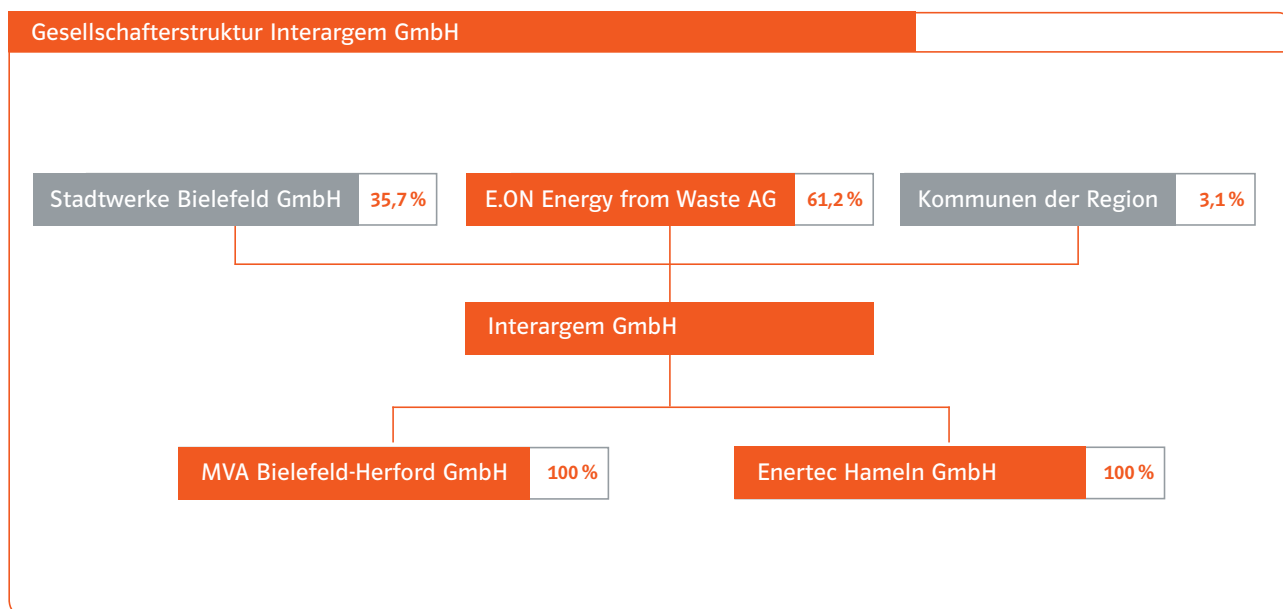 Gesellschafterstruktur Interargem GmbH
Stadtwerke Bielefeld GmbH 35,7 %
E.ON Energy from Waste AG 61,2 %
Kommunen der Region 3,1 %
Interargem GmbH
MVA Bielefeld-Herford GmbH 100 %
Enertec Hameln GmbH 100 %